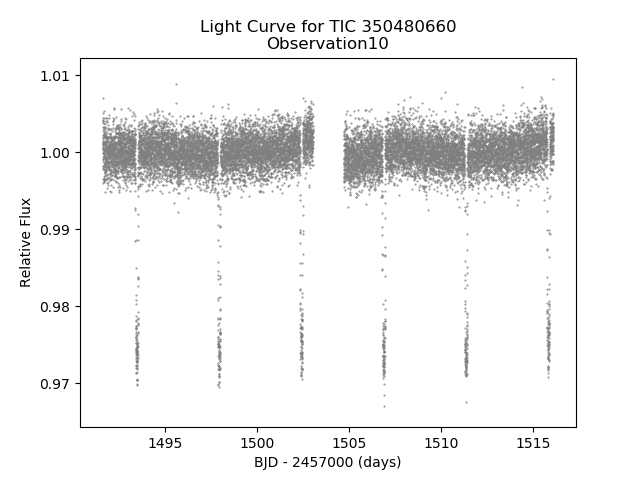 Light Curve for TIC 350480660
Observation10
1.01
1.00
0.99
0.98
0.97
Relative Flux
1495 1500 1505 1510 1515
BJD - 2457000 (days)